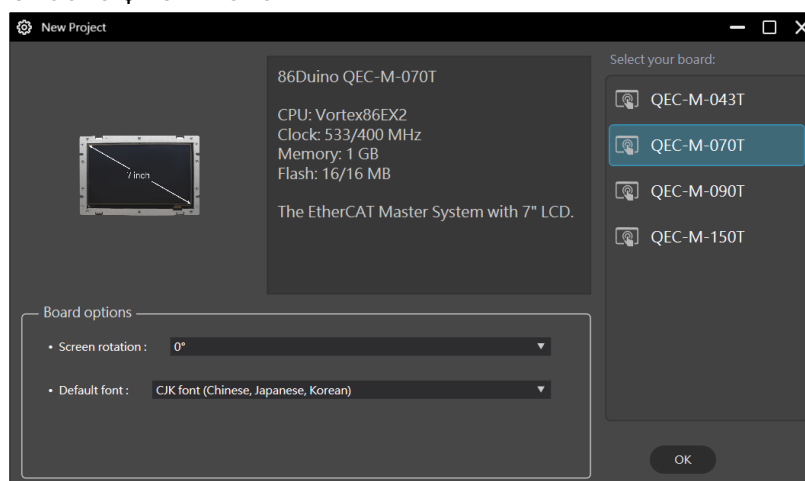 New Project
7 inch
86Duino QEC-M-070T
CPU: Vortex86EX2
Clock: 533/400 MHz
Memory: 1 GB
Flash: 16/16 MB
The EtherCAT Master System with 7" LCD.
Select your board:
QEC-M-043T
QEC-M-070T
QEC-M-090T
QEC-M-150T
Board options
• Screen rotation : 0°
• Default font : CJK font (Chinese, Japanese, Korean)
OK